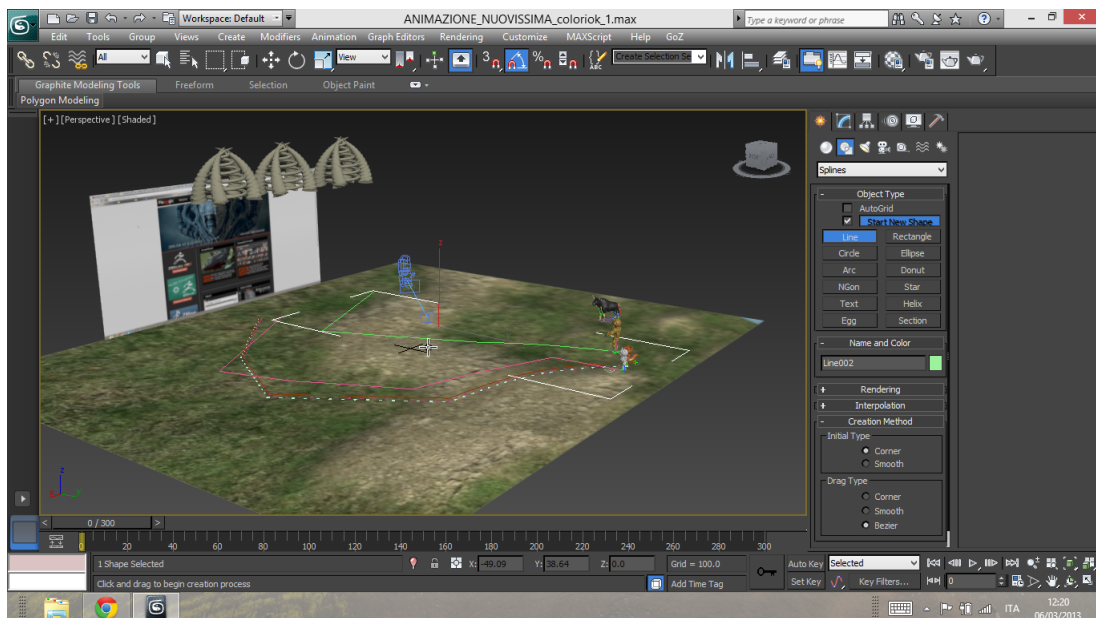 Workspace: Default
ANIMAZIONE_NUOVISSIMA_coloriok_1.max
Type a keyword or phrase
Edit Tools Group Views Create Modifiers Animation Graph Editors Rendering Customize MAXScript Help GoZ
All
View
3
Create Selection Se
Graphite Modeling Tools Freeform Selection Object Paint
Polygon Modeling
[+][Perspective][Shaded]
z
Splines
- Object Type
AutoGrid
Start New Shape
Line Rectangle
Circle Ellipse
Arc Donut
NGon Star
Text Helix
Egg Section
- Name and Color
Line002
+ Rendering
+ Interpolation
- Creation Method
Initial Type
Corner
Smooth
Drag Type
Corner
Smooth
Bezier
z
< 0 / 300 >
0 20 40 60 80 100 120 140 160 180 200 220 240 260 280 300
1 Shape Selected
X: -49.09 Y: 38.64 Z: 0.0 Grid = 100.0
Auto Key Selected
Click and drag to begin creation process
Add Time Tag
Set Key Key Filters... 0
ITA
12:20
06/03/2013